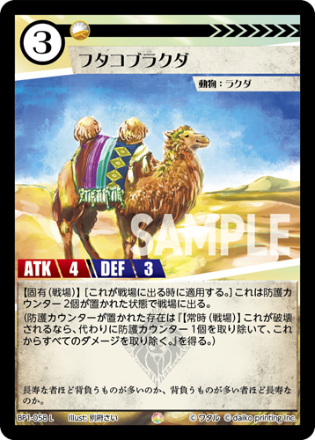 3
フタコブラクダ
動物：ラクダ
SAMPLE
ATK 4 DEF 3
【固有（戦場）】［これが戦場に出る時に適用する。］これは防護カ
ウンター 2個が置かれた状態で戦場に出る。
（防護カウンターが置かれた存在は『【常時（戦場）】これが破壊
されるなら、代わりに防護カウンター 1個を取り除いて、これ
からすべてのダメージを取り除く。』を得る。）
長寿な者ほど背負うものが多いのか、背負うものが多いほど長寿なのか。
BP1-058 L Illust: 別府さい © ワタル © daiko printing inc.